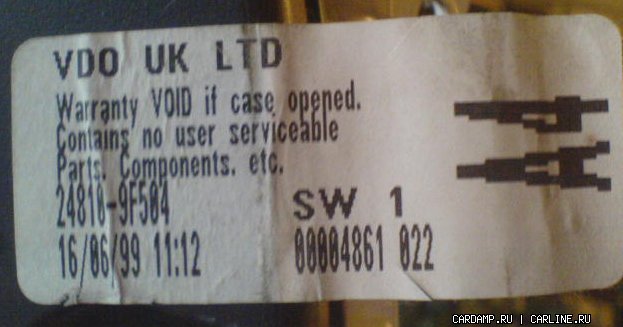 VDO UK LTD
Warranty VOID if case opened.
Contains no user serviceable
Parts. Components. etc.
24810-9F504 SW 1
16/06/99 11:12 00004861 022
CARDAMP.RU | CARLINE.RU